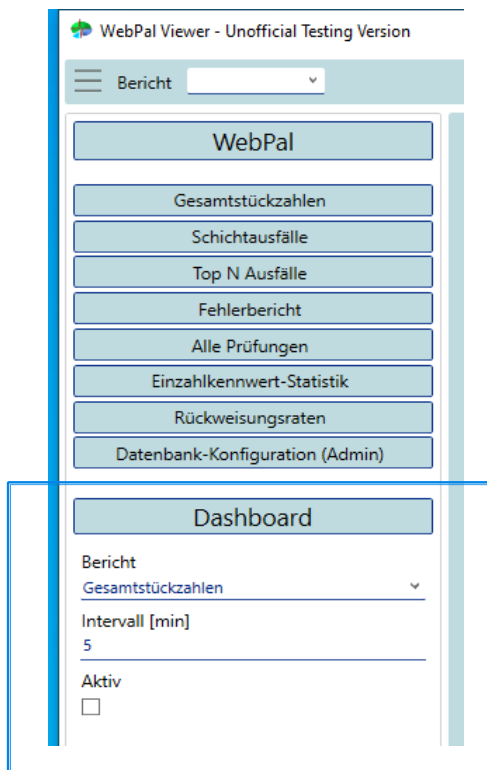 WebPal Viewer - Unofficial Testing Version
Bericht
WebPal
Gesamtstückzahlen
Schichtausfälle
Top N Ausfälle
Fehlerbericht
Alle Prüfungen
Einzahlkennwert-Statistik
Rückweisungsraten
Datenbank-Konfiguration (Admin)
Dashboard
Bericht
Gesamtstückzahlen
Intervall [min]
5
Aktiv